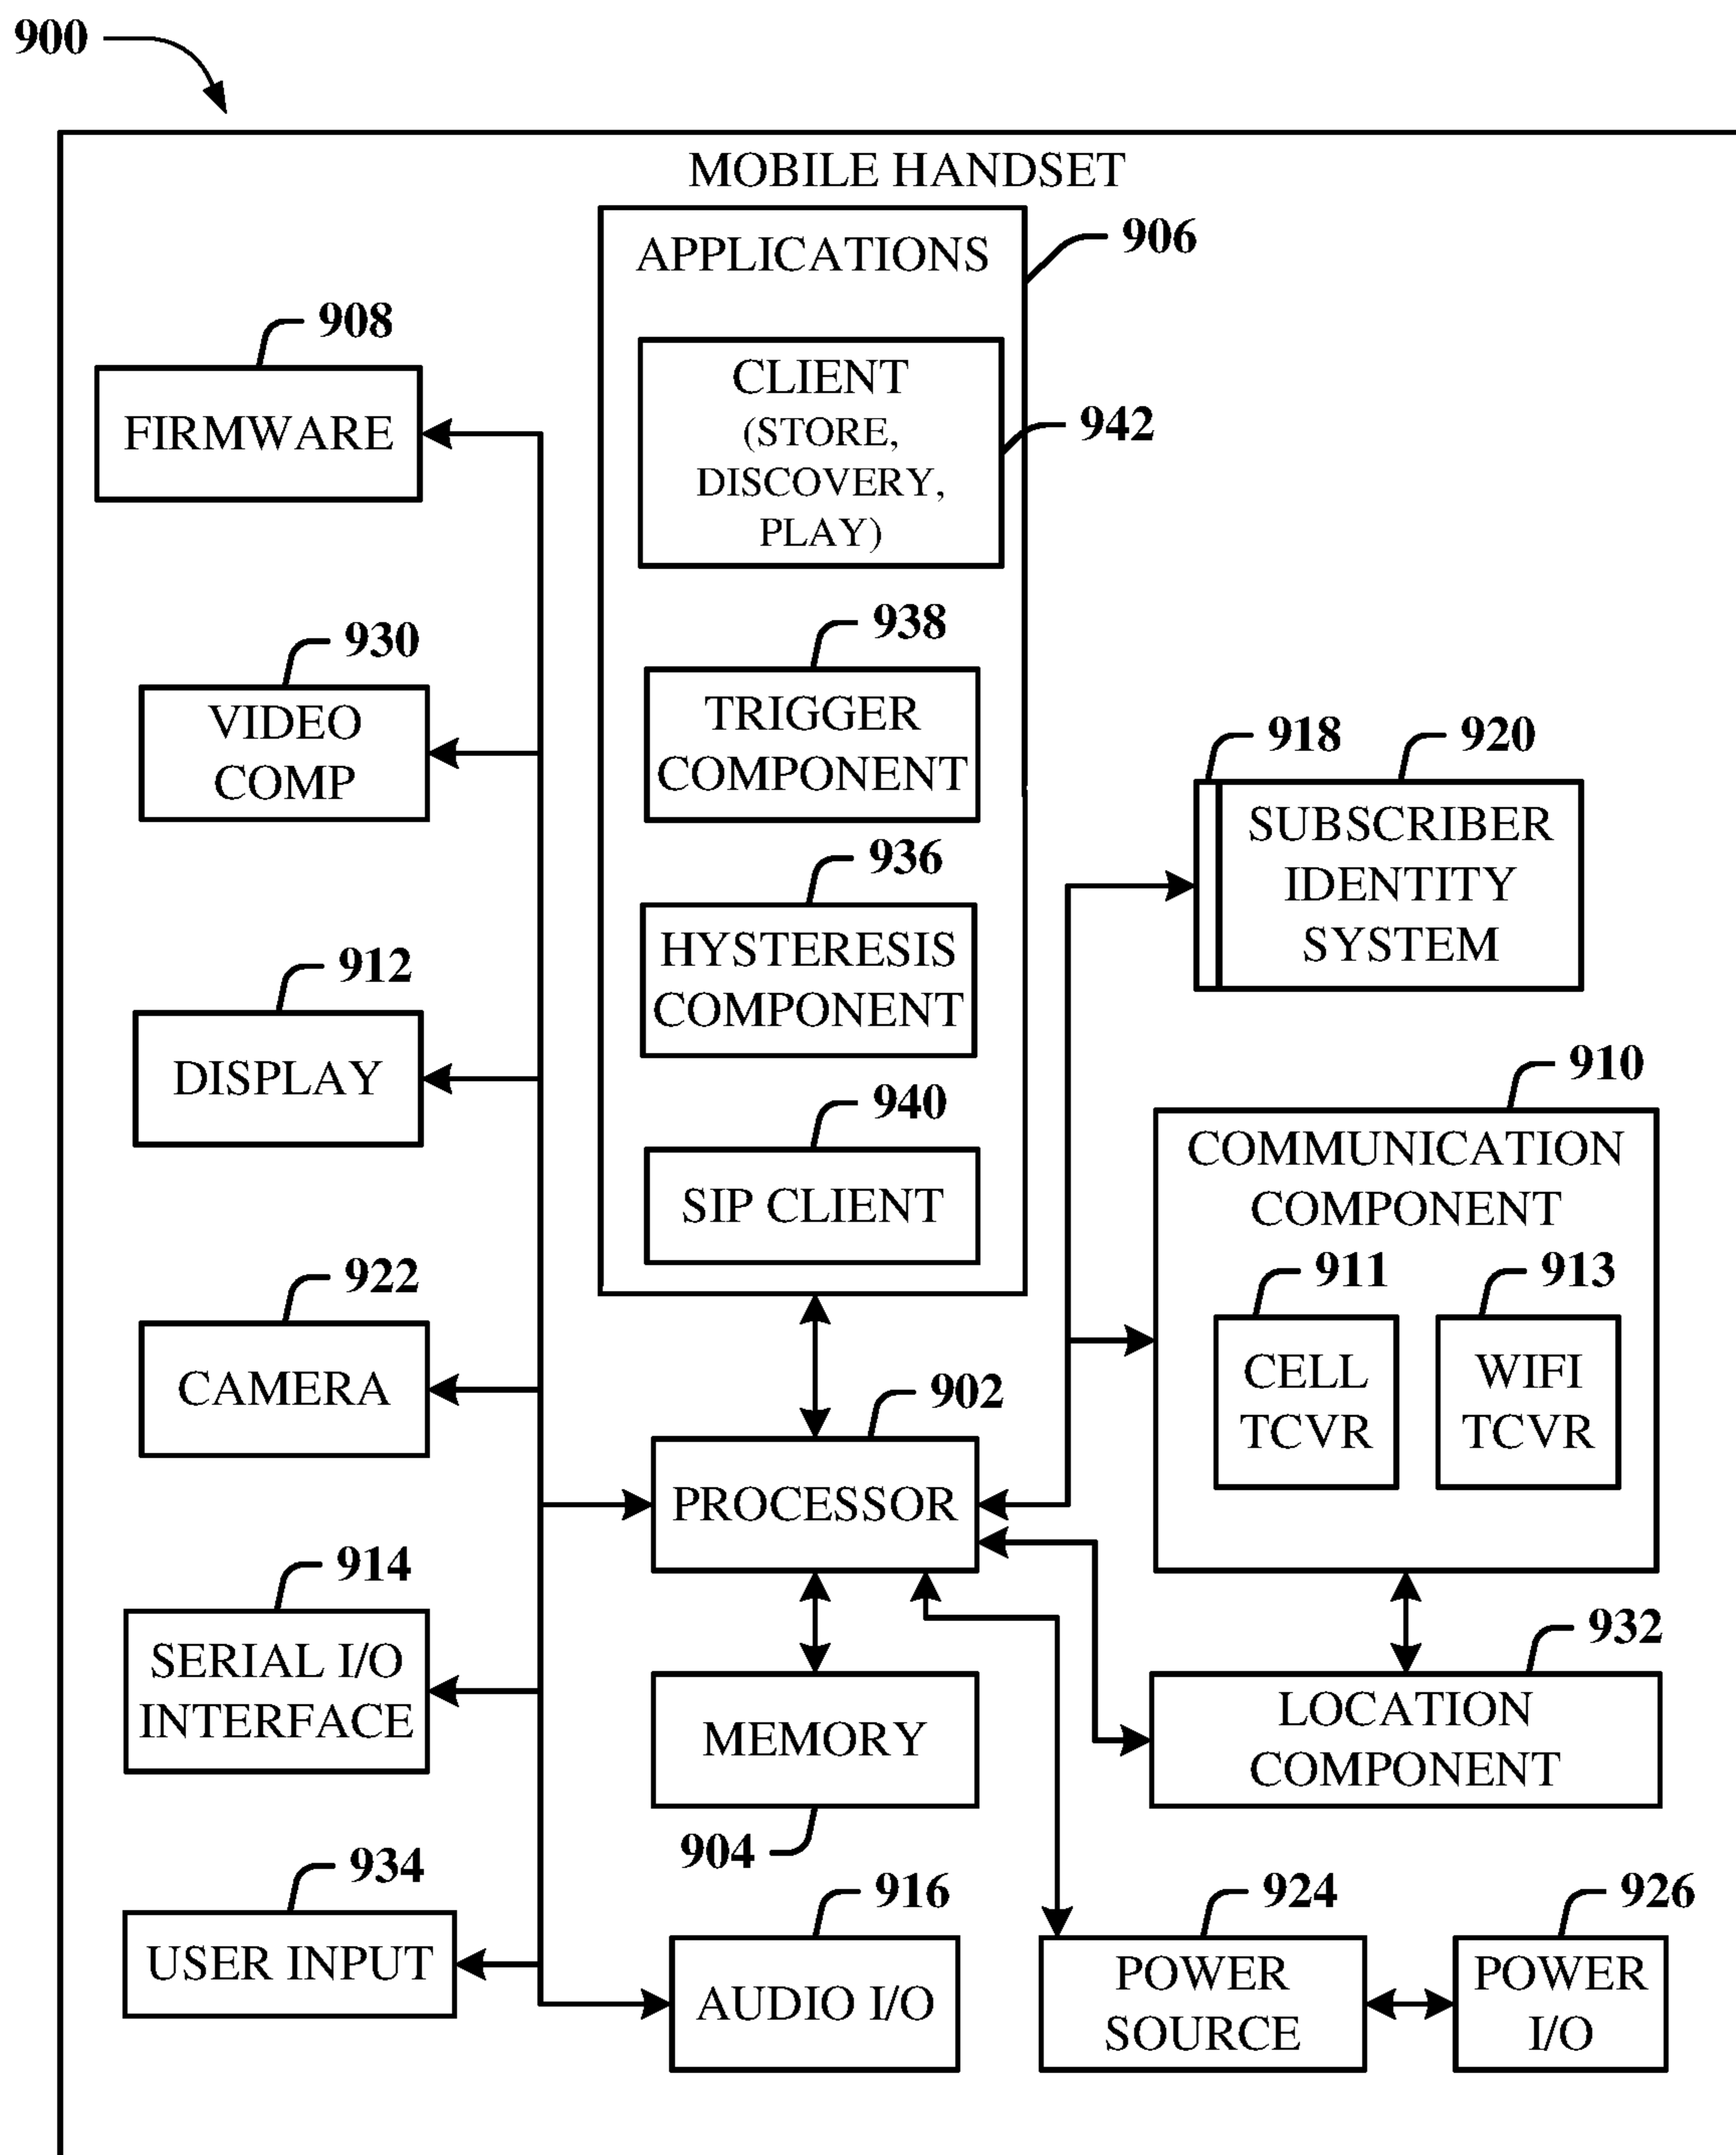 900
MOBILE HANDSET
APPLICATIONS
906
CLIENT
(STORE,
DISCOVERY,
PLAY)
942
908
FIRMWARE
938
TRIGGER
COMPONENT
930
VIDEO
COMP
918
920
SUBSCRIBER
IDENTITY
SYSTEM
936
HYSTERESIS
COMPONENT
912
DISPLAY
940
SIP CLIENT
910
COMMUNICATION
COMPONENT
911
CELL
TCVR
913
WIFI
TCVR
922
CAMERA
902
PROCESSOR
914
SERIAL I/O
INTERFACE
MEMORY
904
932
LOCATION
COMPONENT
934
USER INPUT
916
AUDIO I/O
924
POWER
SOURCE
926
POWER
I/O